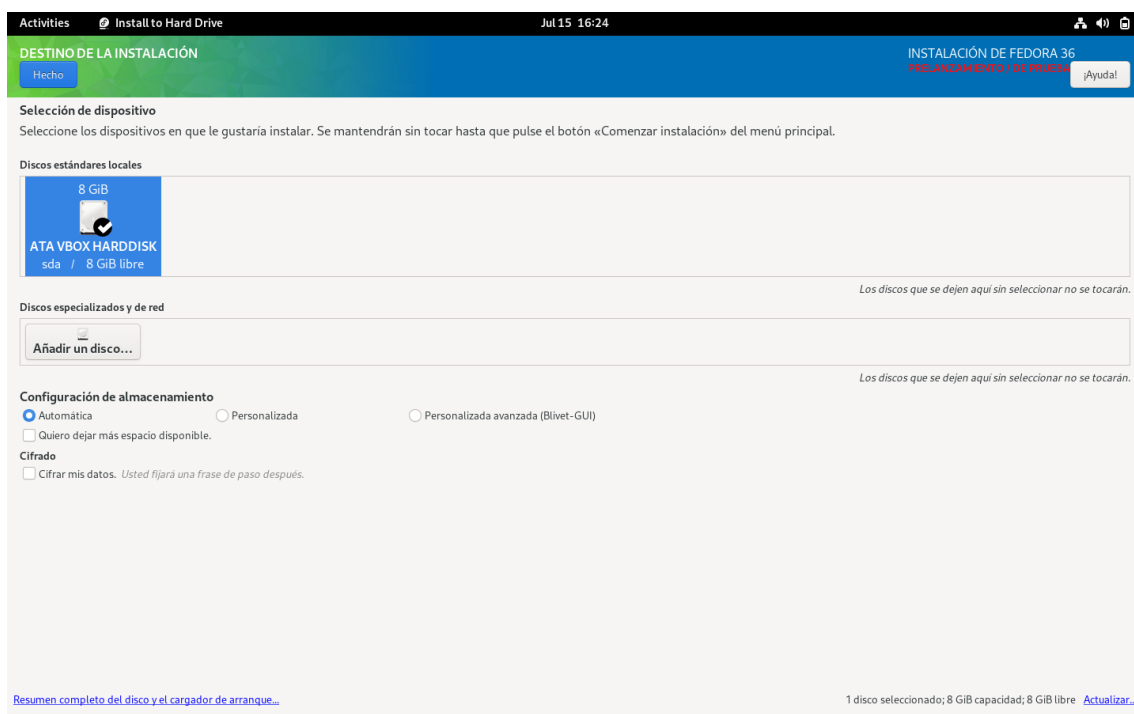 Activities Install to Hard Drive Jul 15 16:24
DESTINO DE LA INSTALACIÓN INSTALACIÓN DE FEDORA 36
Hecho PRELANZAMIENTO / DE PRUEBA ¡Ayuda!
Selección de dispositivo
Seleccione los dispositivos en que le gustaría instalar. Se mantendrán sin tocar hasta que pulse el botón «Comenzar instalación» del menú principal.
Discos estándares locales
8 GiB
ATA VBOX HARDDISK
sda / 8 GiB libre
Los discos que se dejen aquí sin seleccionar no se tocarán.
Discos especializados y de red
Añadir un disco...
Los discos que se dejen aquí sin seleccionar no se tocarán.
Configuración de almacenamiento
Automática Personalizada Personalizada avanzada (Blivet-GUI)
Quiero dejar más espacio disponible.
Cifrado
Cifrar mis datos. Usted fijará una frase de paso después.
Resumen completo del disco y el cargador de arranque... 1 disco seleccionado; 8 GiB capacidad; 8 GiB libre Actualizar..